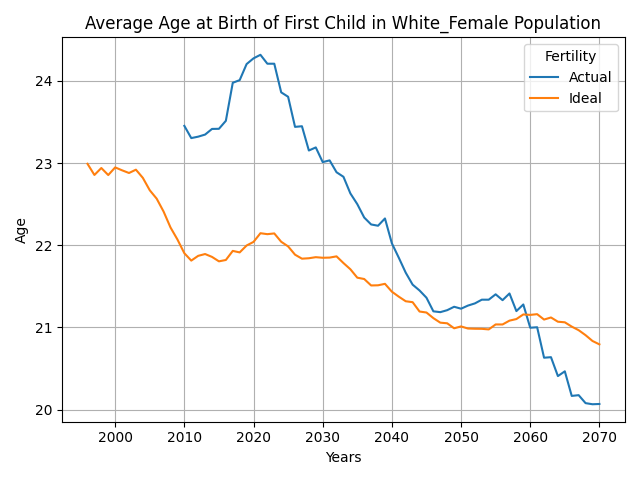 Average Age at Birth of First Child in White_Female Population
Fertility
Actual
Ideal
Age
24
23
22
21
20
2000
2010
2020
2030
2040
2050
2060
2070
Years